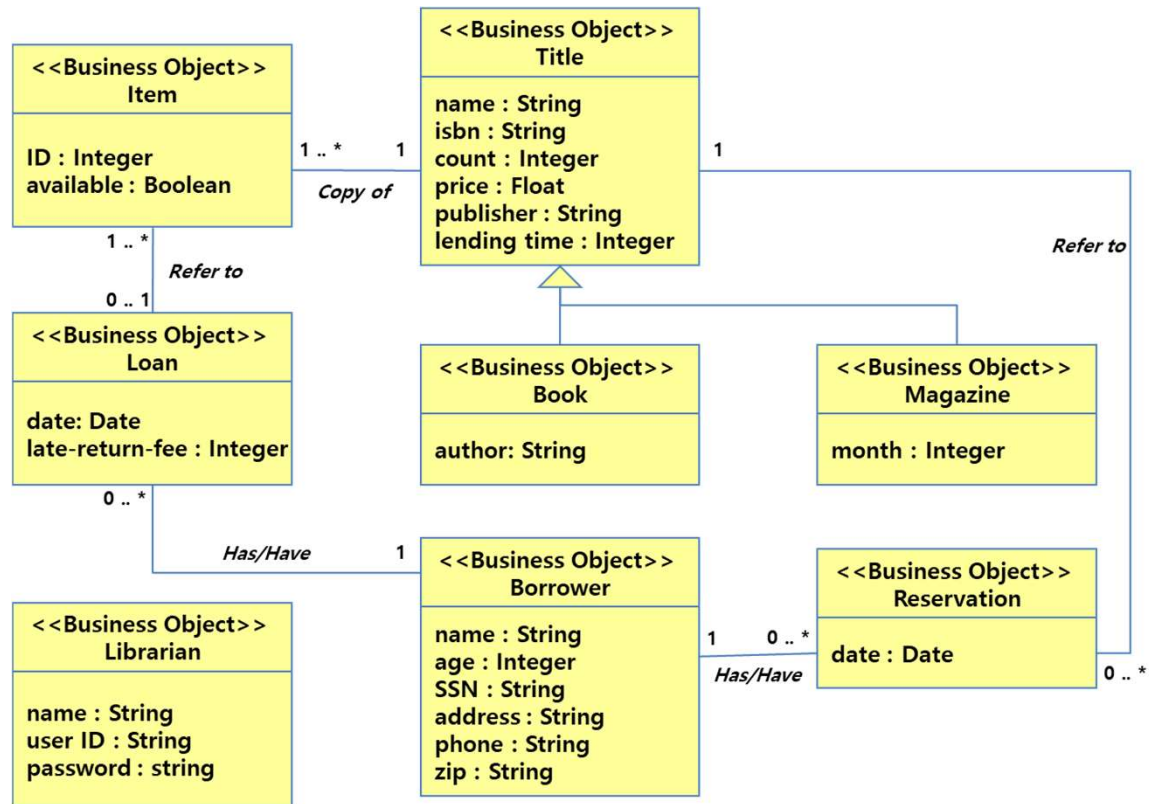 <<Business Object>>
Item
ID : Integer
available : Boolean
<<Business Object>>
Title
name : String
isbn : String
count : Integer
price : Float
publisher : String
lending time : Integer
1 .. *
1
Copy of
1
Refer to
1 .. *
Refer to
0 .. 1
<<Business Object>>
Loan
date: Date
late-return-fee : Integer
<<Business Object>>
Book
author: String
<<Business Object>>
Magazine
month : Integer
0 .. *
Has/Have
1
<<Business Object>>
Librarian
name : String
user ID : String
password : string
<<Business Object>>
Borrower
name : String
age : Integer
SSN : String
address : String
phone : String
zip : String
1
0 .. *
Has/Have
<<Business Object>>
Reservation
date : Date
0 .. *